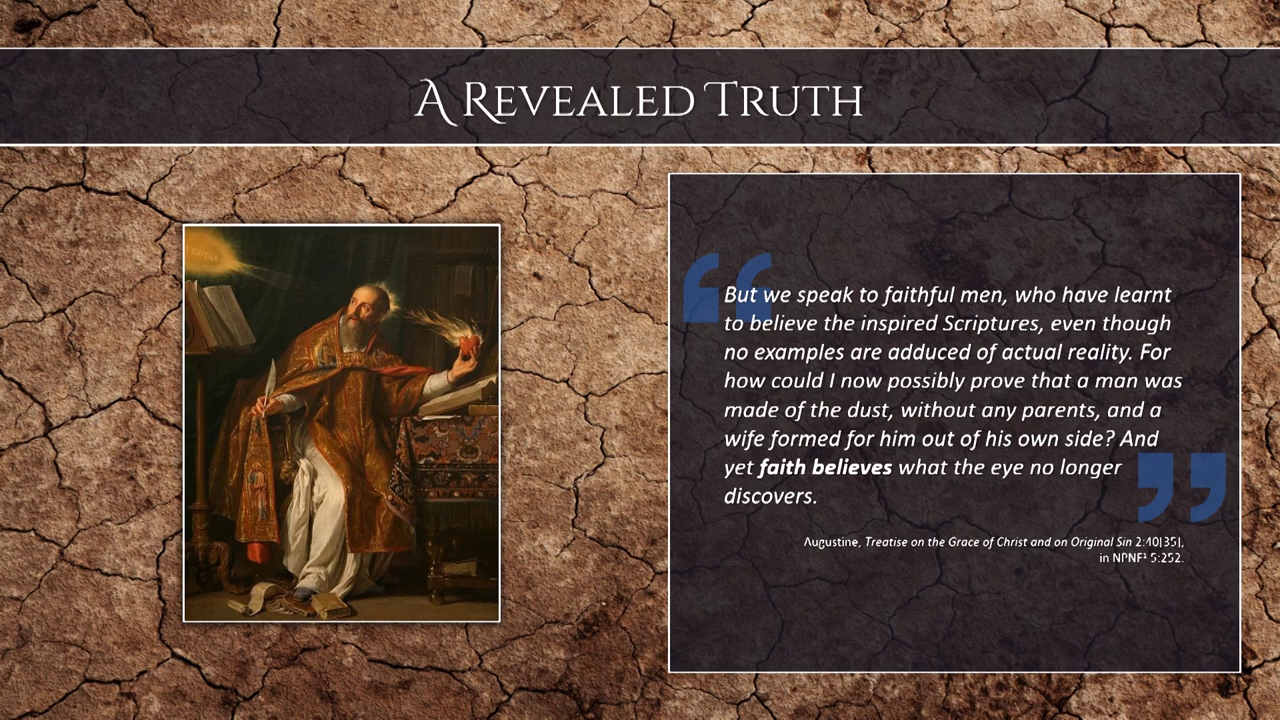 A Revealed Truth
But we speak to faithful men, who have learnt
to believe the inspired Scriptures, even though
no examples are adduced of actual reality. For
how could I now possibly prove that a man was
made of the dust, without any parents, and a
wife formed for him out of his own side? And
yet faith believes what the eye no longer
discovers.
Augustine, Treatise on the Grace of Christ and on Original Sin 2:40[35],
in NPNF¹ 5:252.